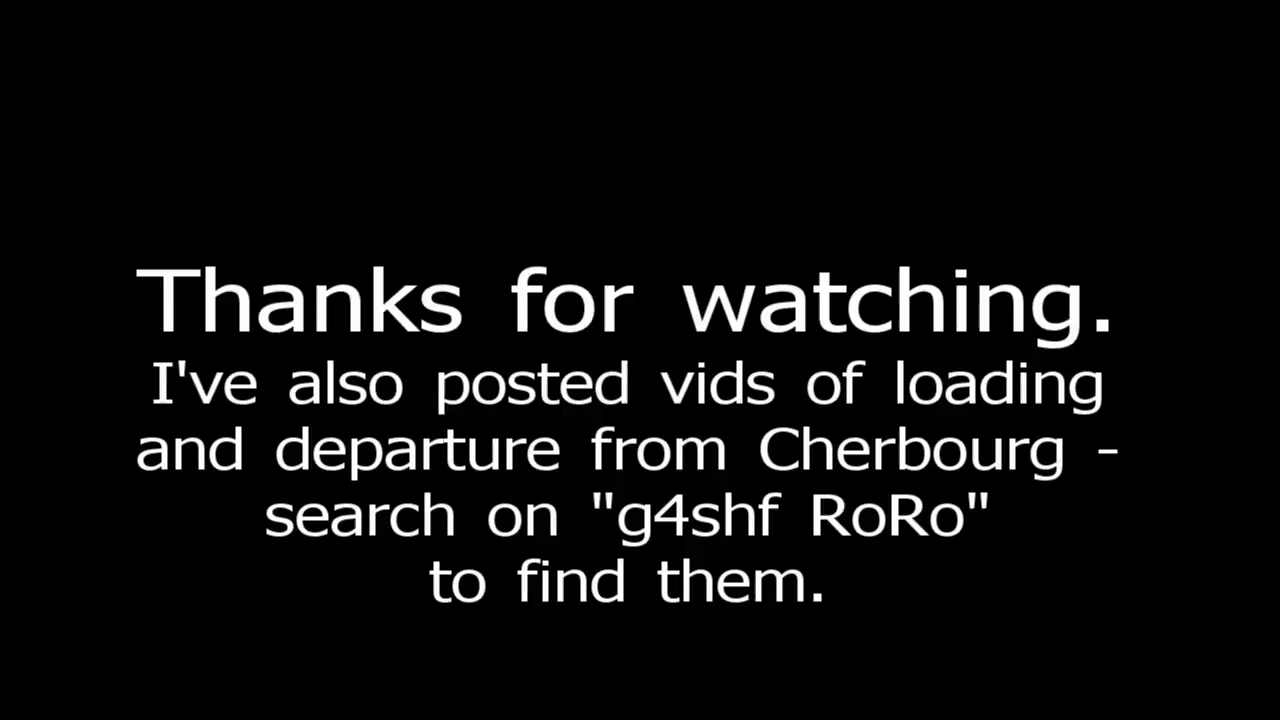 Thanks for watching.
I've also posted vids of loading
and departure from Cherbourg -
search on "g4shf RoRo"
to find them.